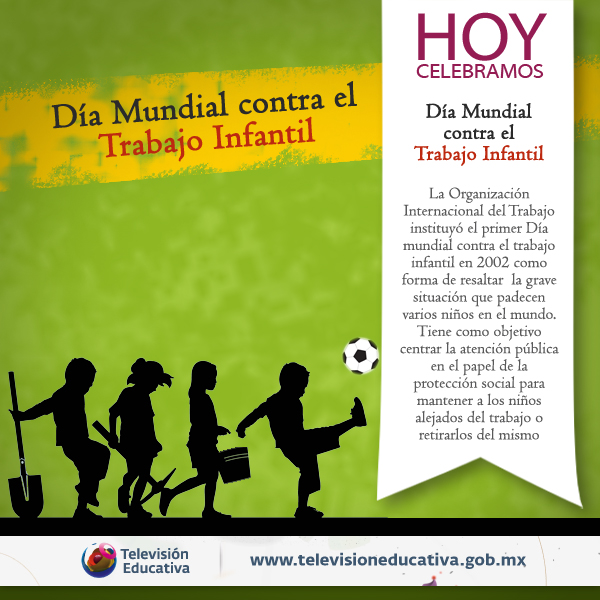 Día Mundial contra el
Trabajo Infantil
HOY
CELEBRAMOS
Día Mundial
contra el
Trabajo Infantil
La Organización
Internacional del Trabajo
instituyó el primer Día
mundial contra el trabajo
infantil en 2002 como
forma de resaltar la grave
situación que padecen
varios niños en el mundo.
Tiene como objetivo
centrar la atención pública
en el papel de la
protección social para
mantener a los niños
alejados del trabajo o
retirarlos del mismo
Televisión
Educativa
www.televisioneducativa.gob.mx